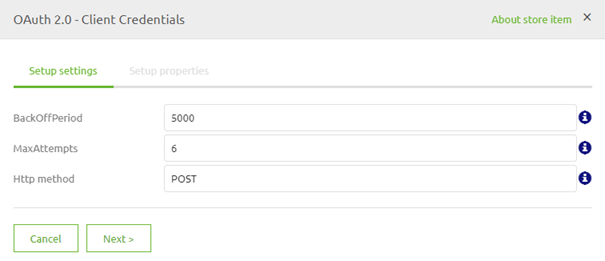 OAuth 2.0 - Client Credentials About store item ×
Setup settings Setup properties
BackOffPeriod 5000
MaxAttempts 6
Http method POST
Cancel Next >